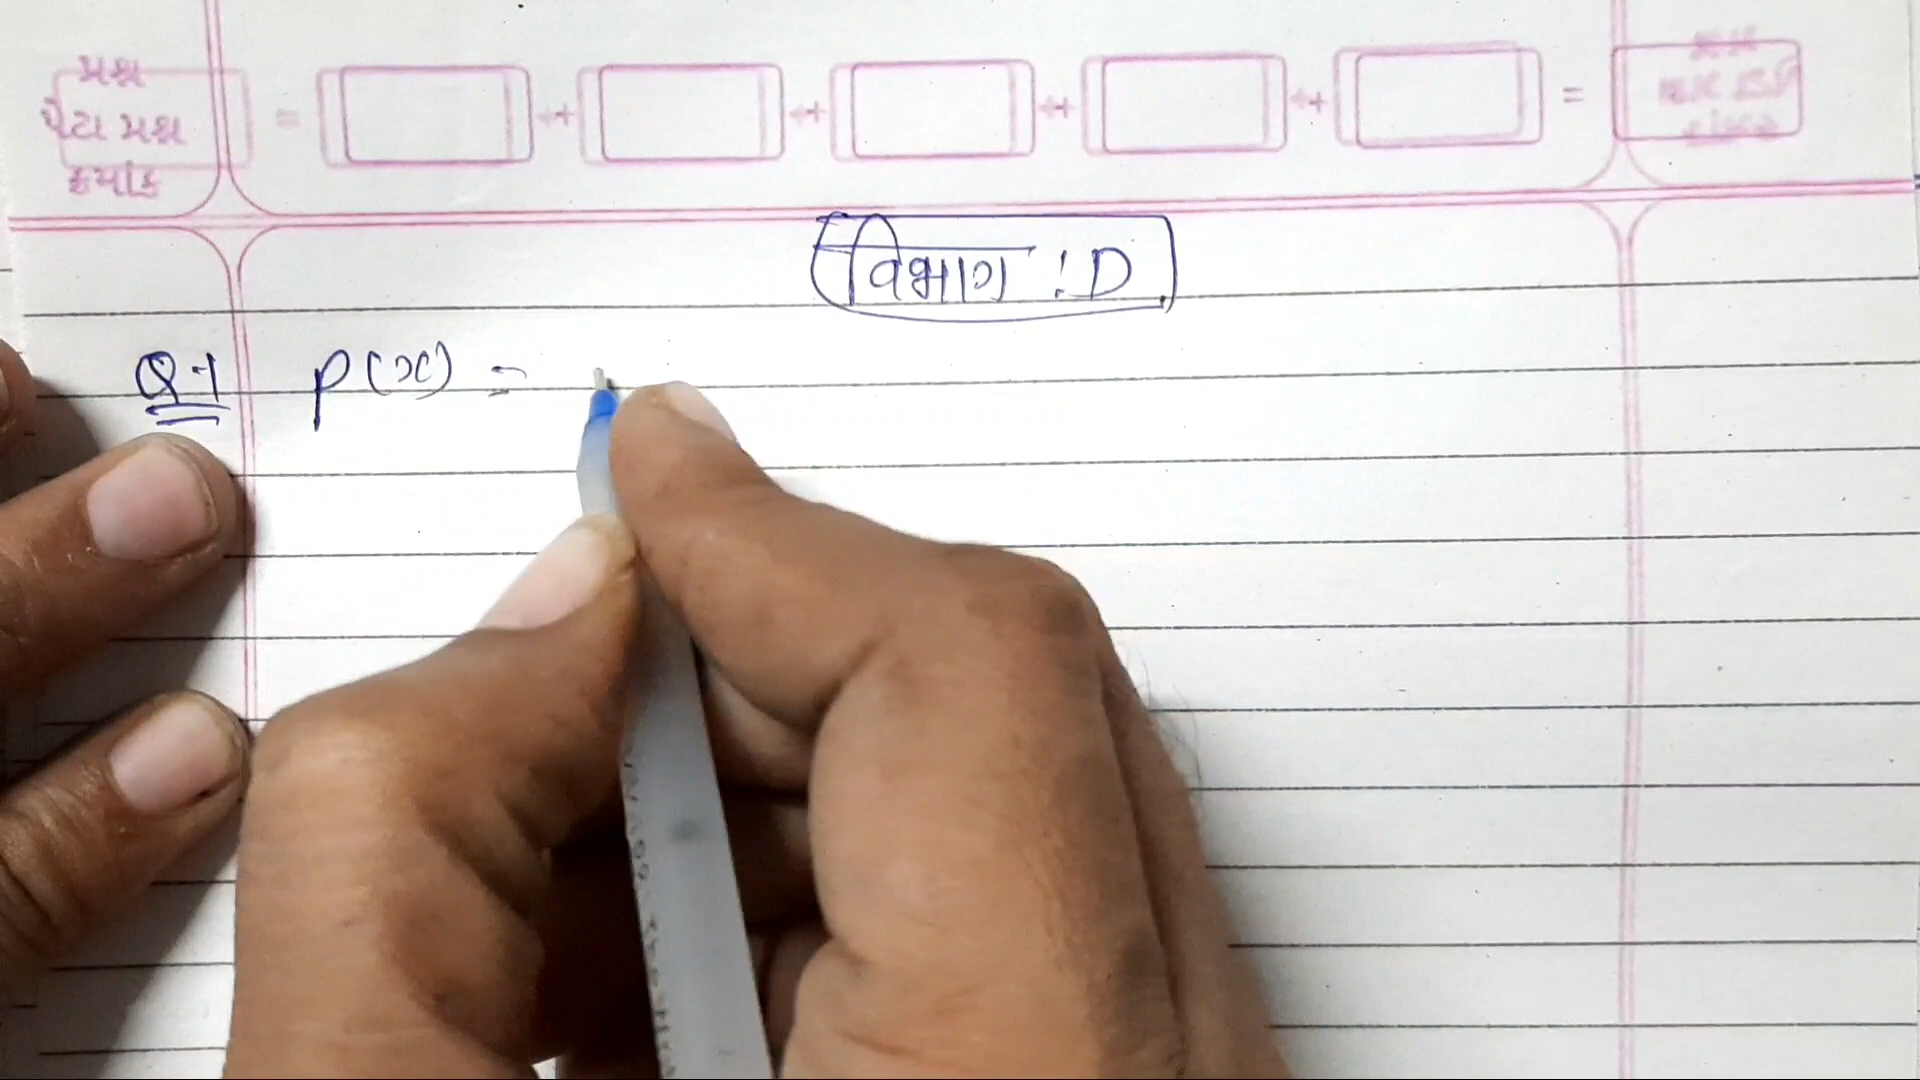 પ્રશ્ન
પેટા પ્રશ્ન
ક્રમાંક
= + + + + =
विभाग : D
Q.1 P(x) =